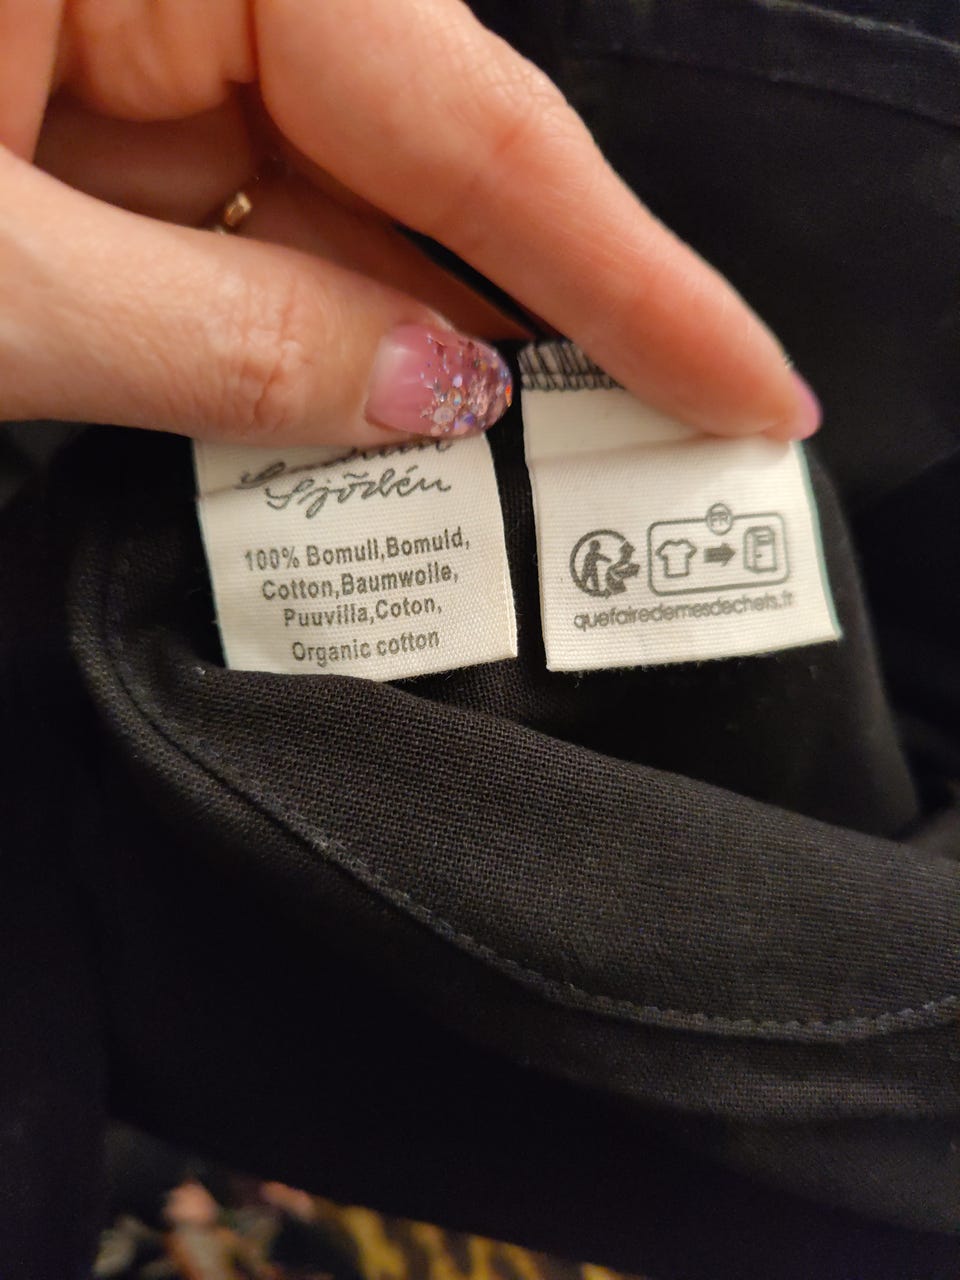 Sjödén
100% Bomull,Bomuld,
Cotton,Baumwolle,
Puuvilla,Coton,
Organic cotton
FR
quefairedemesdechets.fr